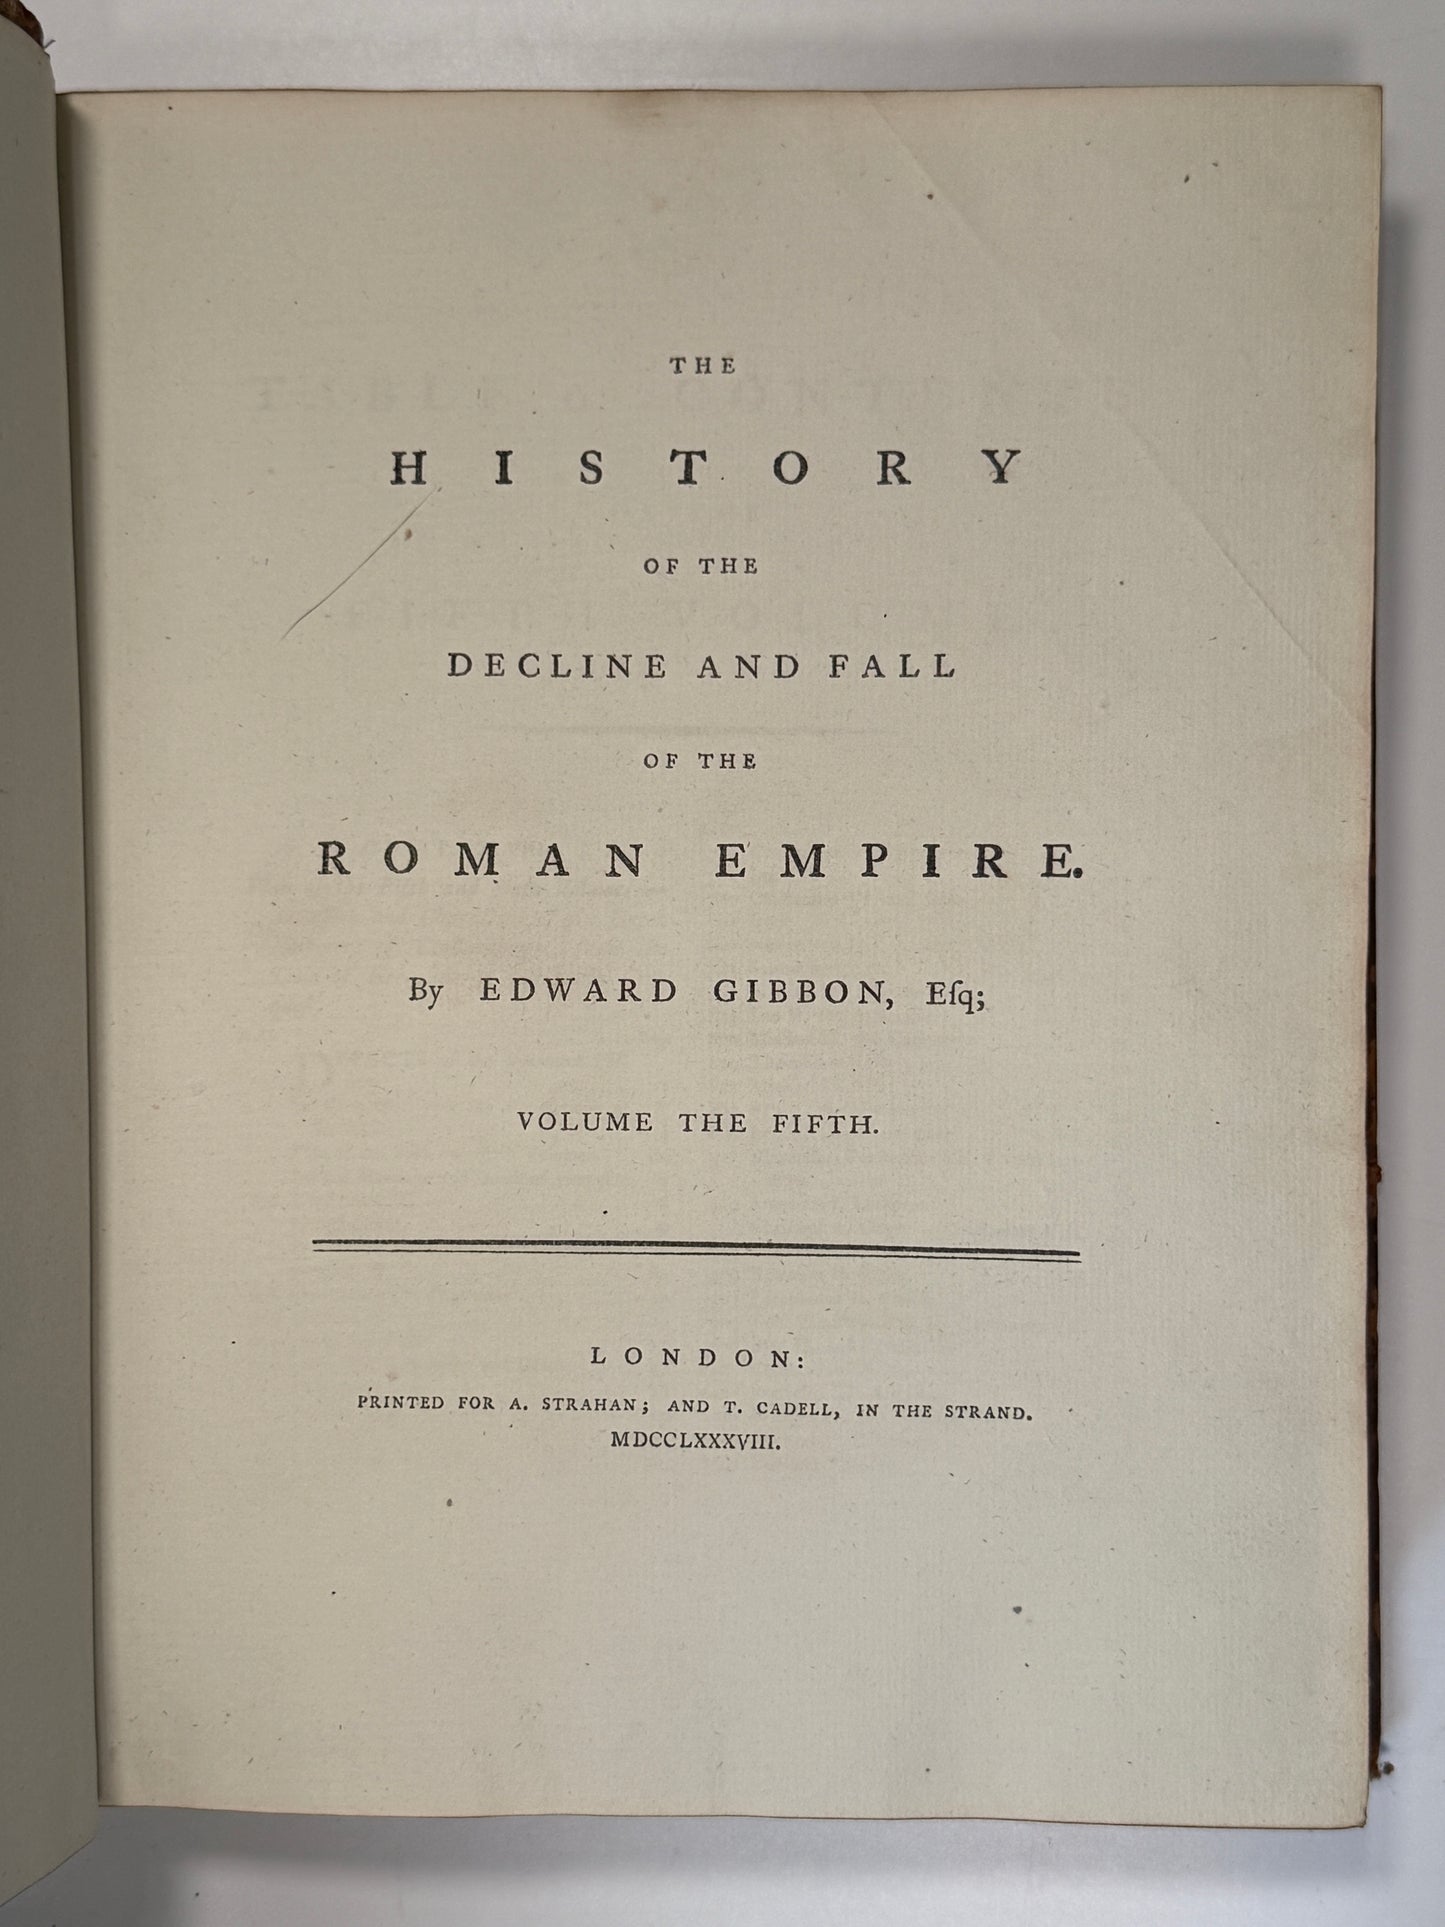 THE
HISTORY
OF THE
DECLINE AND FALL
OF THE
ROMAN EMPIRE.
By EDWARD GIBBON, Eſq;
VOLUME THE FIFTH.
LONDON:
PRINTED FOR A. STRAHAN; AND T. CADELL, IN THE STRAND.
MDCCLXXXVIII.